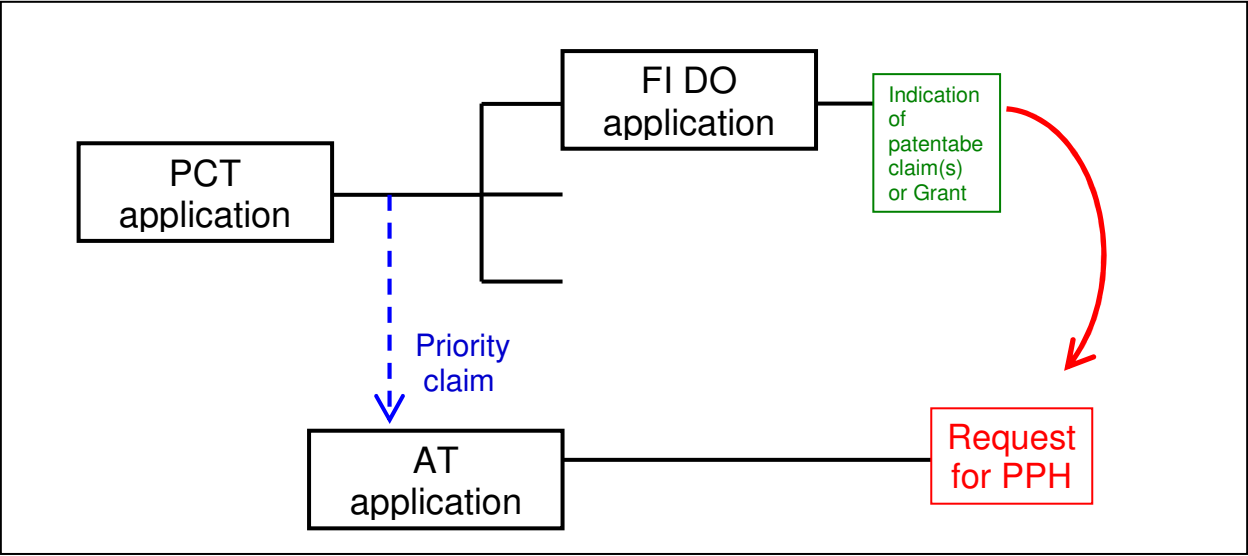 FI DO
application
Indication
of
patentabe
claim(s)
or Grant
PCT
application
Priority
claim
AT
application
Request
for PPH